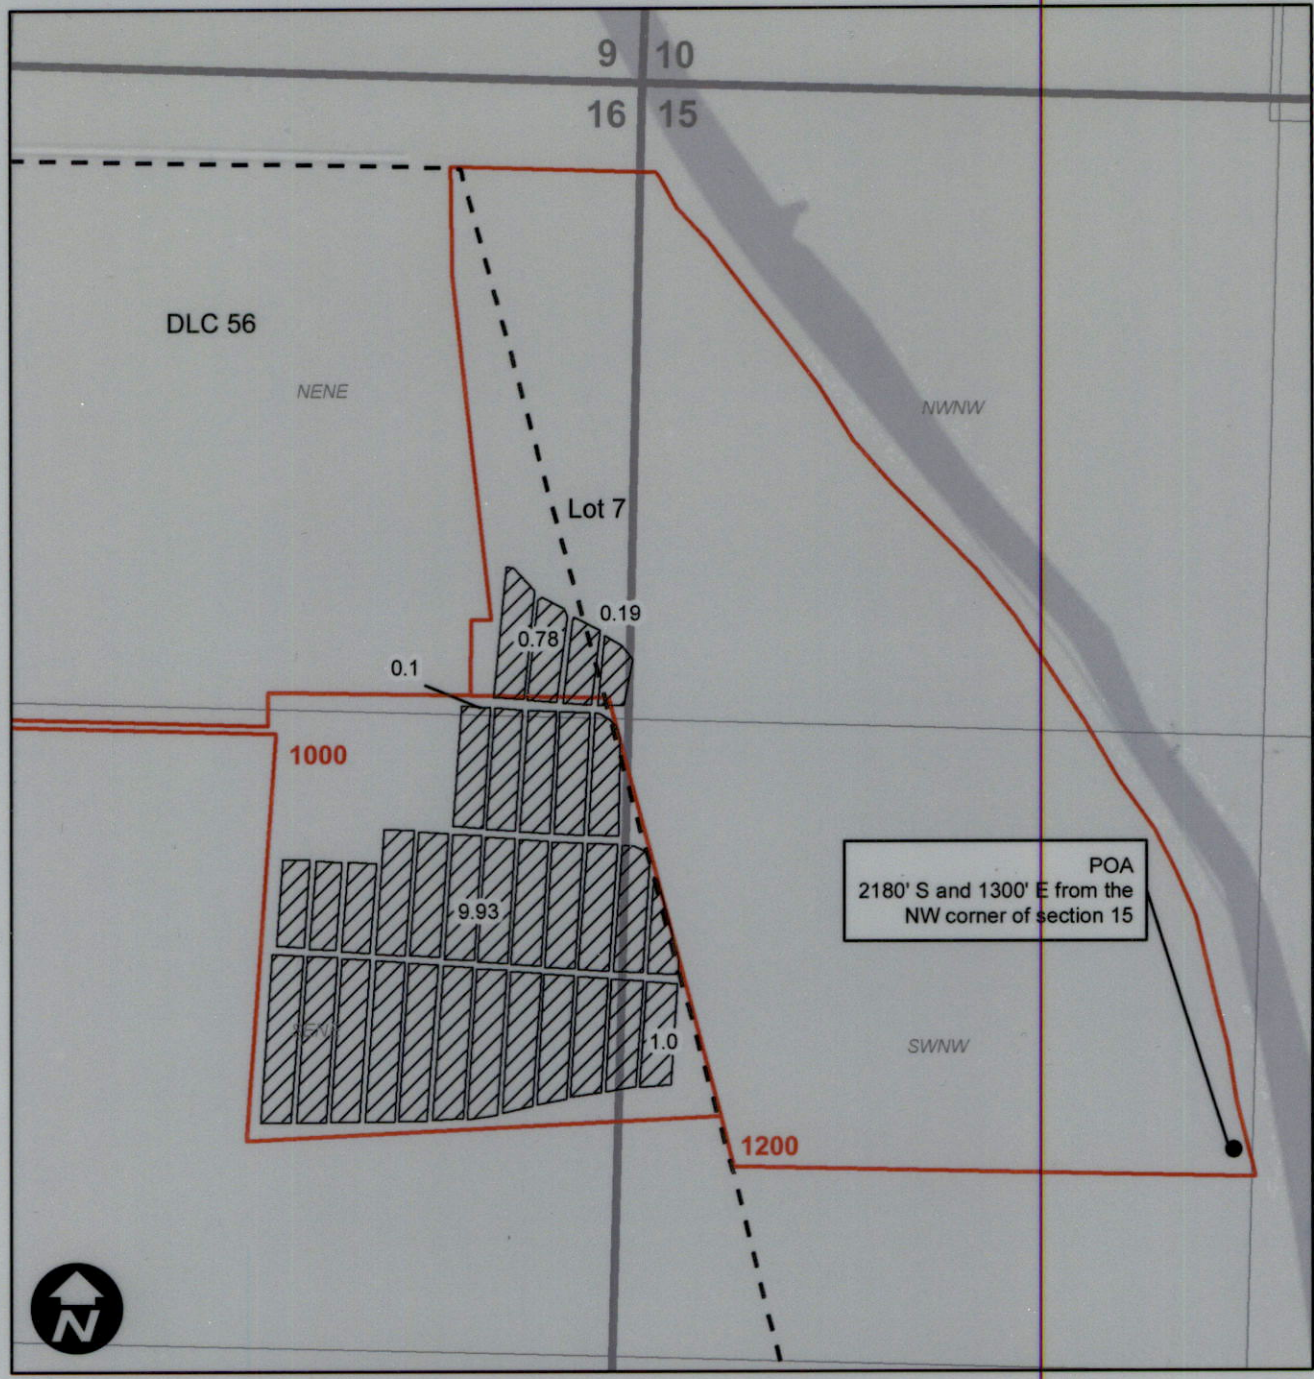 9 10
16 15
DLC 56
NENE
NWNW
Lot 7
0.19
0.78
0.1
1000
POA
2180' S and 1300' E from the
NW corner of section 15
9.93
1.0
SWNW
1200
N